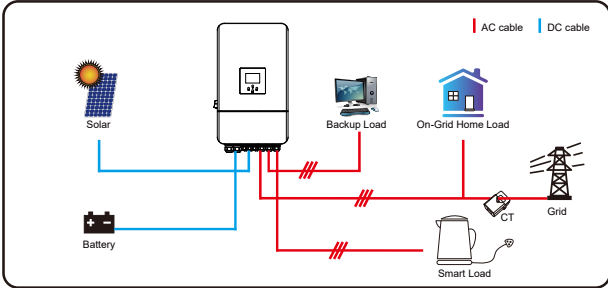 AC cable DC cable
Solar
Backup Load
On-Grid Home Load
CT
Grid
Battery
Smart Load